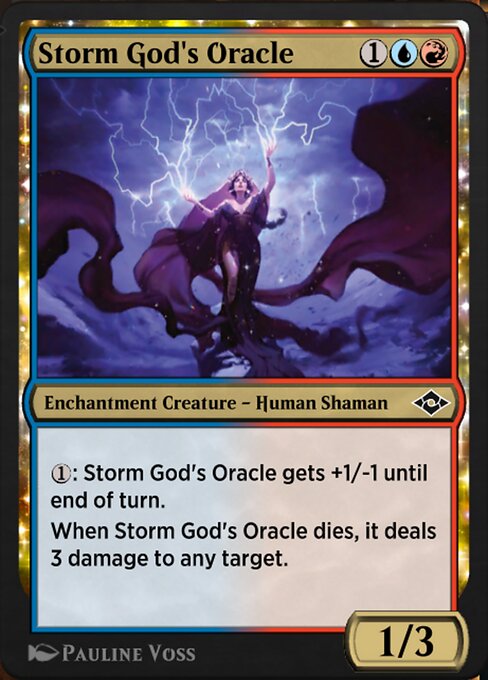 Storm God's Oracle 1
Enchantment Creature – Human Shaman
1: Storm God's Oracle gets +1/-1 until
end of turn.
When Storm God's Oracle dies, it deals
3 damage to any target.
1/3
Pauline Voss